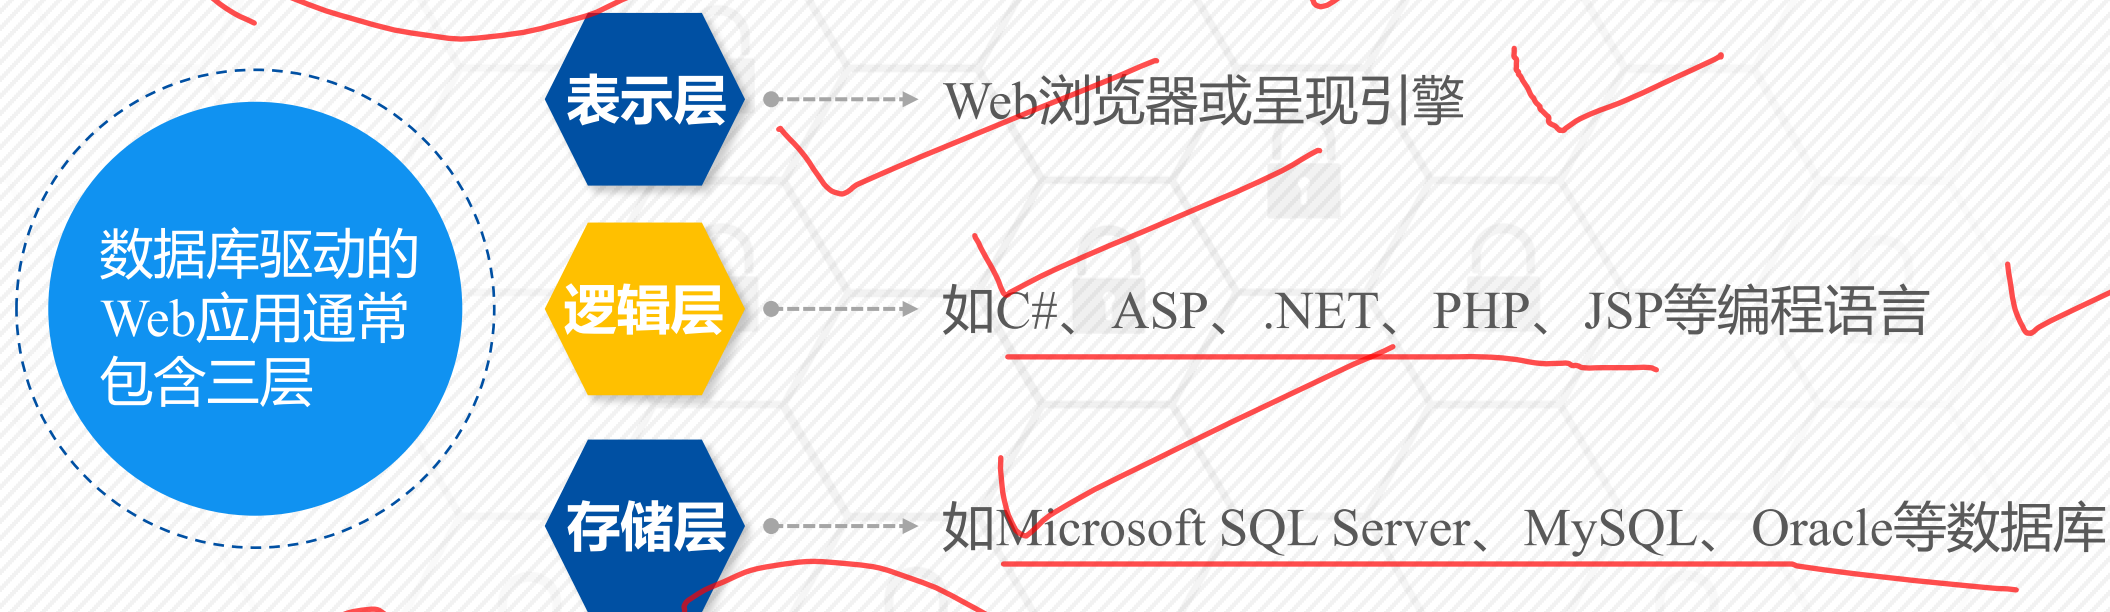 数据库驱动的
Web应用通常
包含三层
表示层
Web浏览器或呈现引擎
逻辑层
如C#、ASP、.NET、PHP、JSP等编程语言
存储层
如Microsoft SQL Server、MySQL、Oracle等数据库